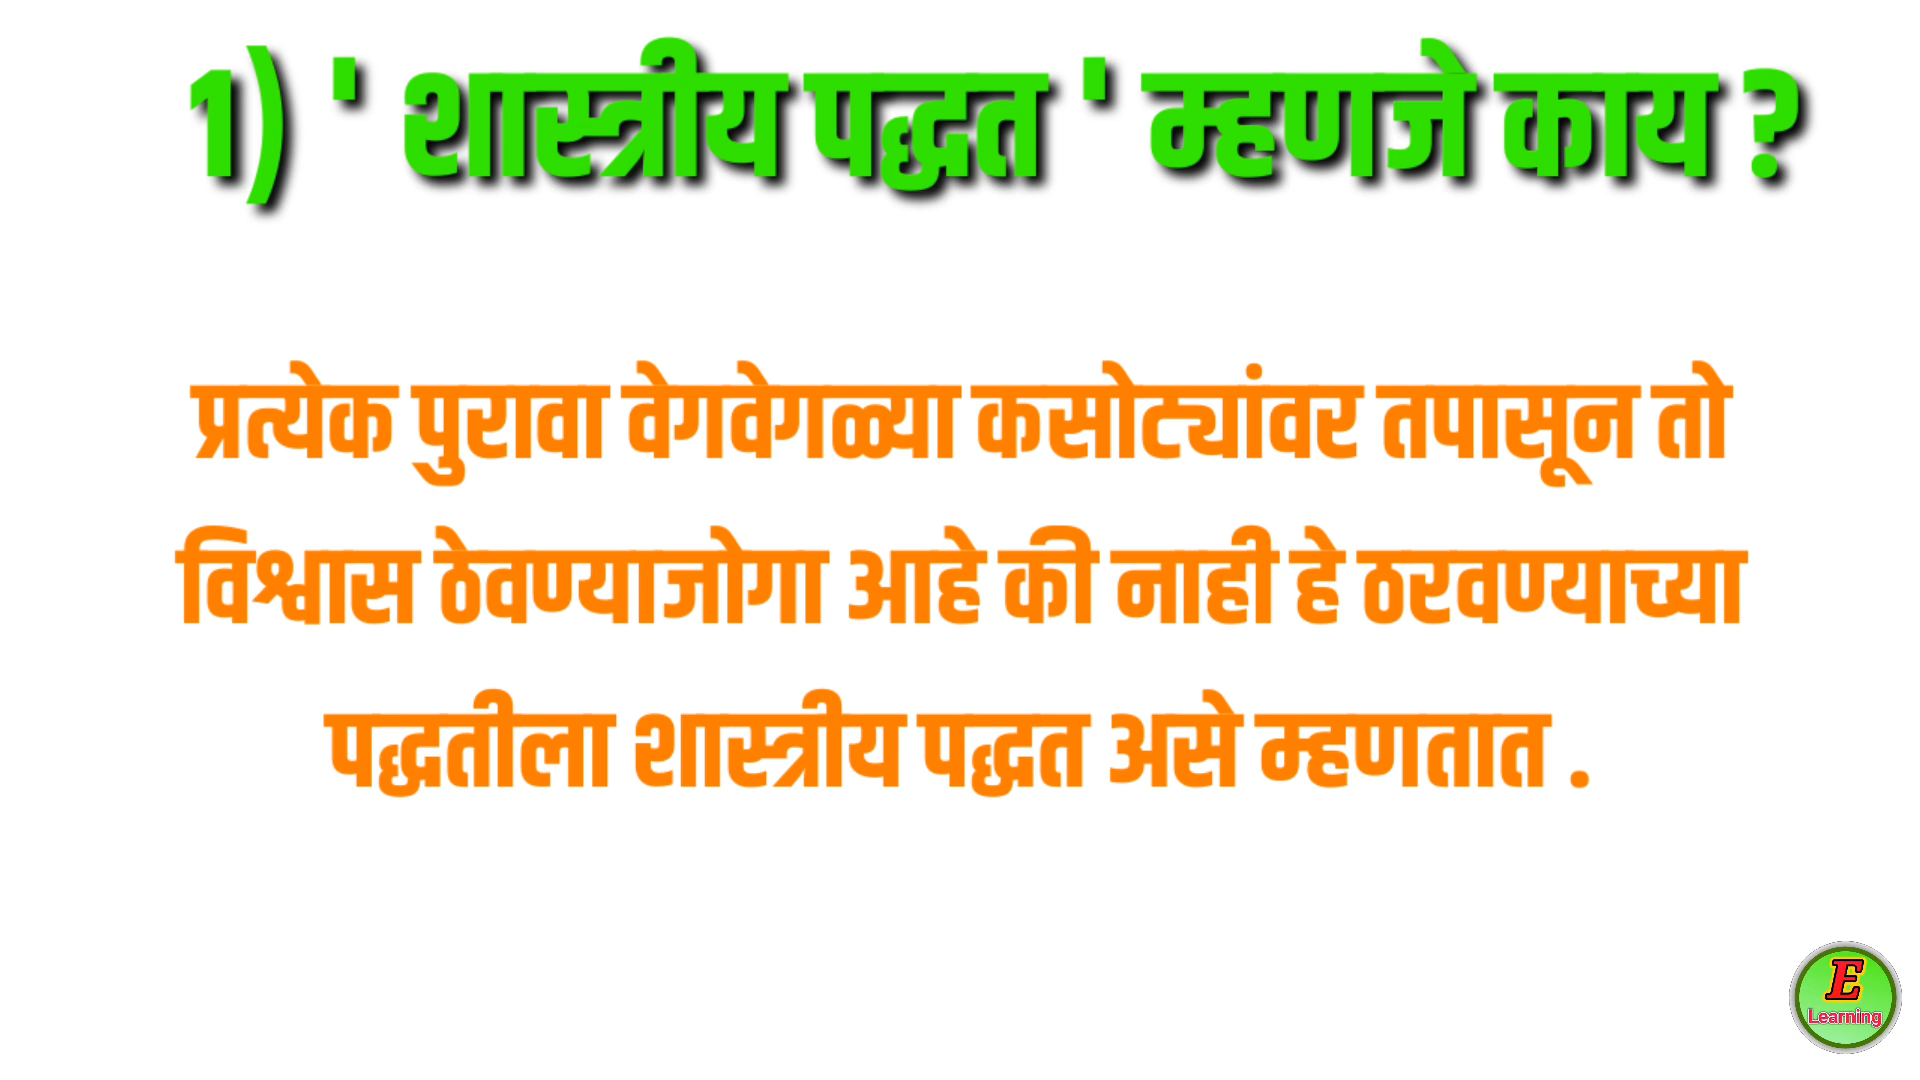 1) ' शास्त्रीय पद्धत ' म्हणजे काय ?
प्रत्येक पुरावा वेगवेगळ्या कसोट्यांवर तपासून तो
विश्वास ठेवण्याजोगा आहे की नाही हे ठरवण्याच्या
पद्धतीला शास्त्रीय पद्धत असे म्हणतात .
E
Learning